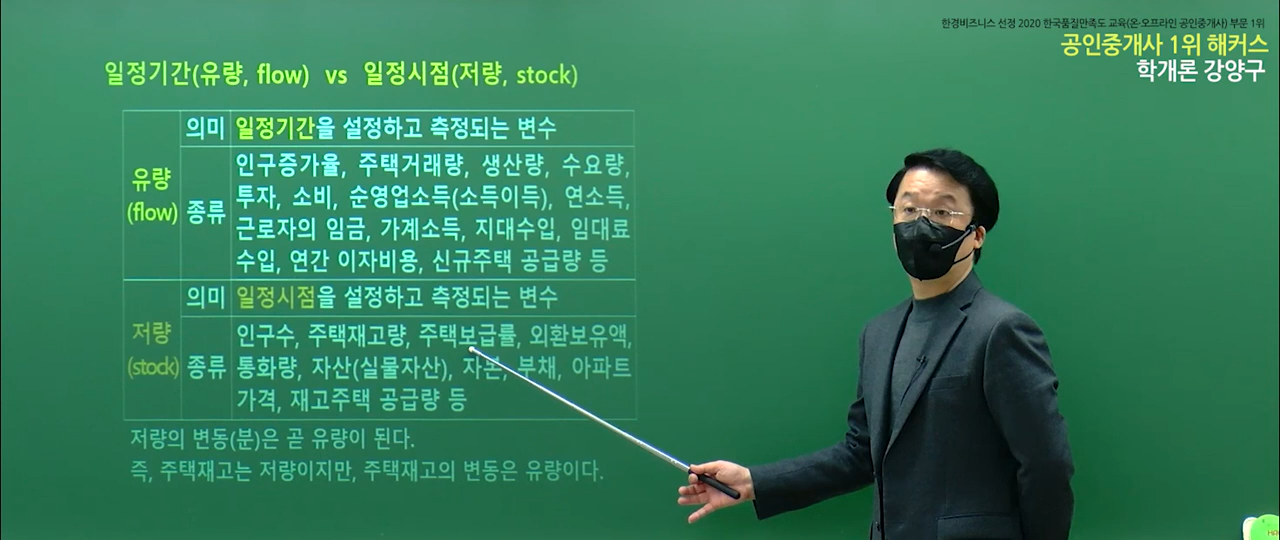 한경비즈니스 선정 2020 한국품질만족도 교육(온·오프라인 공인중개사) 부문 1위
공인중개사 1위 해커스
학개론 강양구
일정기간(유량, flow) vs 일정시점(저량, stock)
유량
(flow)
의미 일정기간을 설정하고 측정되는 변수
종류
인구증가율, 주택거래량, 생산량, 수요량,
투자, 소비, 순영업소득(소득이득), 연소득,
근로자의 임금, 가계소득, 지대수입, 임대료
수입, 연간 이자비용, 신규주택 공급량 등
저량
(stock)
의미 일정시점을 설정하고 측정되는 변수
종류
인구수, 주택재고량, 주택보급률, 외환보유액,
통화량, 자산(실물자산), 자본, 부채, 아파트
가격, 재고주택 공급량 등
저량의 변동(분)은 곧 유량이 된다.
즉, 주택재고는 저량이지만, 주택재고의 변동은 유량이다.